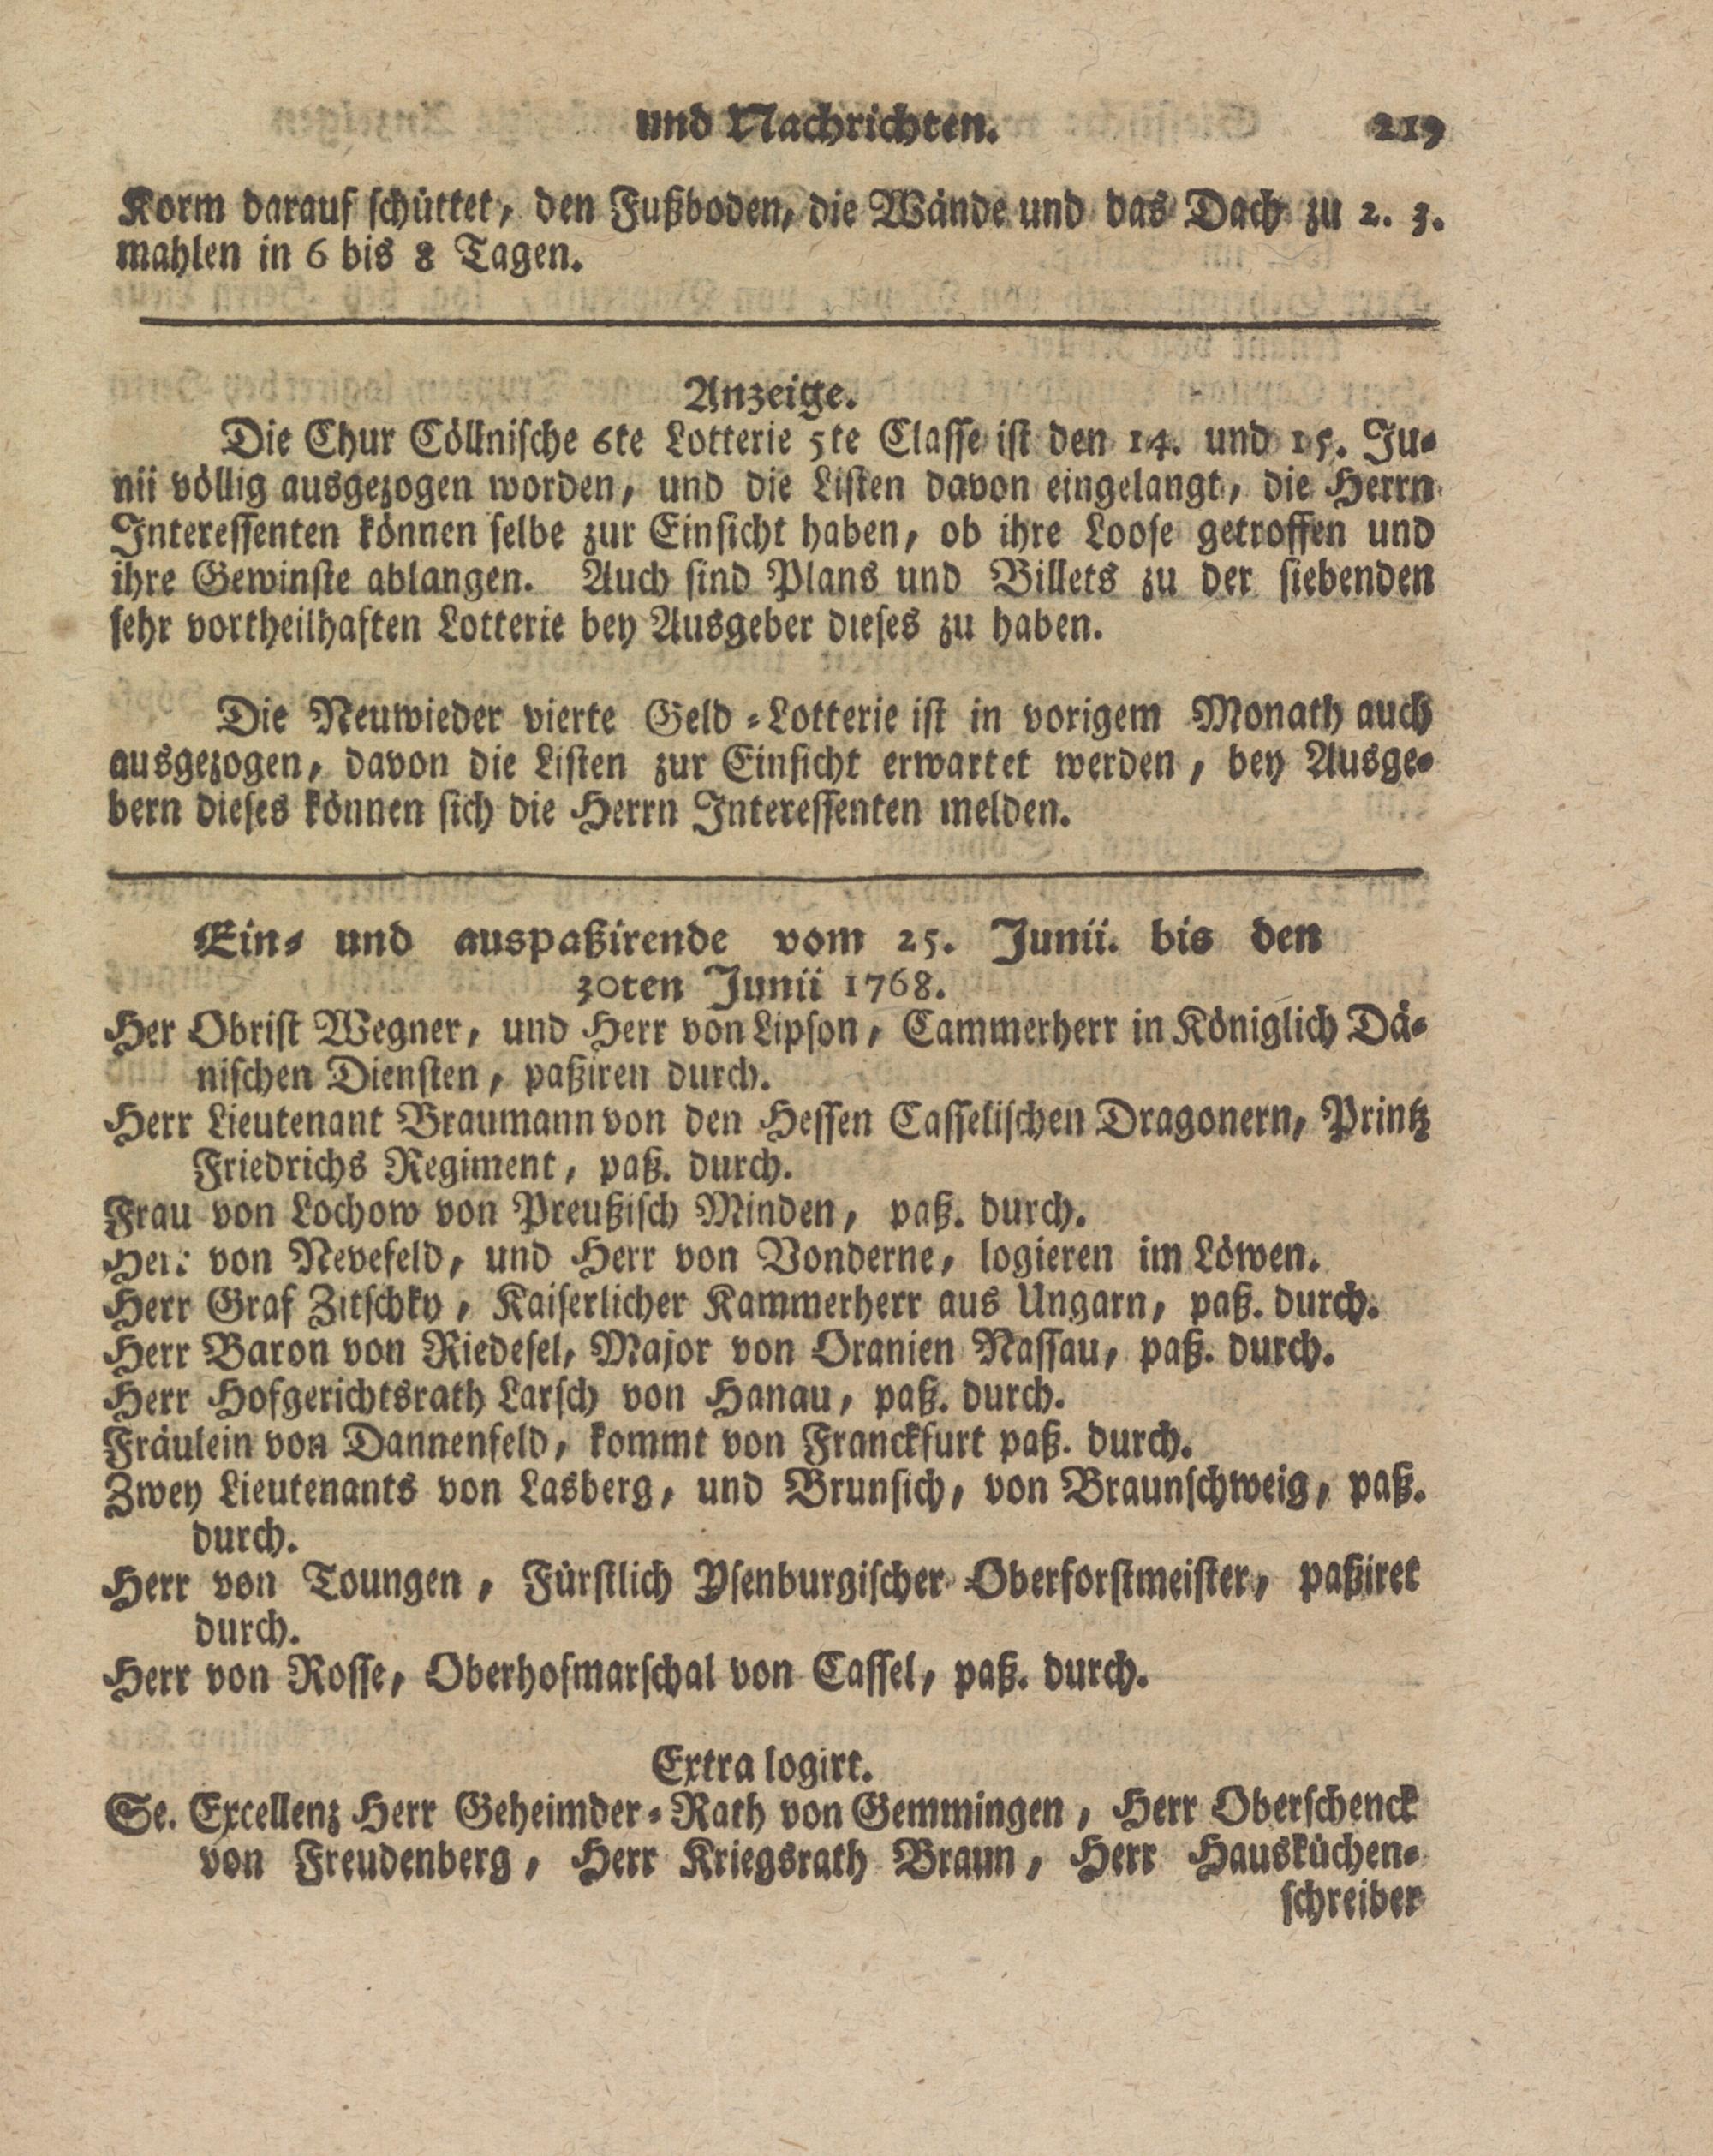 und Nachrichten. 219
Korm darauf schüttet, den Fußboden, die Wände und das Dach zu 2. 3.
mahlen in 6 bis 8 Tagen.
Anzeige.
Die Chur Cöllnische 6te Lotterie 5te Classe ist den 14. und 15. Ju-
nii völlig ausgezogen worden, und die Listen davon eingelangt, die Herrn
Interessenten können selbe zur Einsicht haben, ob ihre Loose getroffen und
ihre Gewinste ablangen. Auch sind Plans und Billets zu der siebenden
sehr vortheilhaften Lotterie bey Ausgeber dieses zu haben.
Die Neuwieder vierte Geld-Lotterie ist in vorigem Monath auch
ausgezogen, davon die Listen zur Einsicht erwartet werden, bey Ausge-
bern dieses können sich die Herrn Interessenten melden.
Ein- und auspaßirende vom 25. Junii. bis den
30ten Junii 1768.
Her Obrist Wegner, und Herr von Lipson, Cammerherr in Königlich Dä-
nischen Diensten, paßiren durch.
Herr Lieutenant Braumann von den Hessen Casselischen Dragonern, Printz
Friedrichs Regiment, paß. durch.
Frau von Lochow von Preußisch Minden, paß. durch.
Herr von Nevefeld, und Herr von Vonderne, logieren im Löwen.
Herr Graf Zitschky, Kaiserlicher Kammerherr aus Ungarn, paß. durch.
Herr Baron von Riedesel, Major von Oranien Nassau, paß. durch.
Herr Hofgerichtsrath Larsch von Hanau, paß. durch.
Fräulein von Dannenfeld, kommt von Franckfurt paß. durch.
Zwey Lieutenants von Lasberg, und Brunsich, von Braunschweig, paß.
durch.
Herr von Toungen, Fürstlich Ysenburgischer Oberforstmeister, paßiret
durch.
Herr von Rosse, Oberhofmarschal von Cassel, paß. durch.
Extra logirt.
Se. Excellenz Herr Geheimder-Rath von Gemmingen, Herr Oberschenck
von Freudenberg, Herr Kriegsrath Braun, Herr Hausküchen-
schreiber